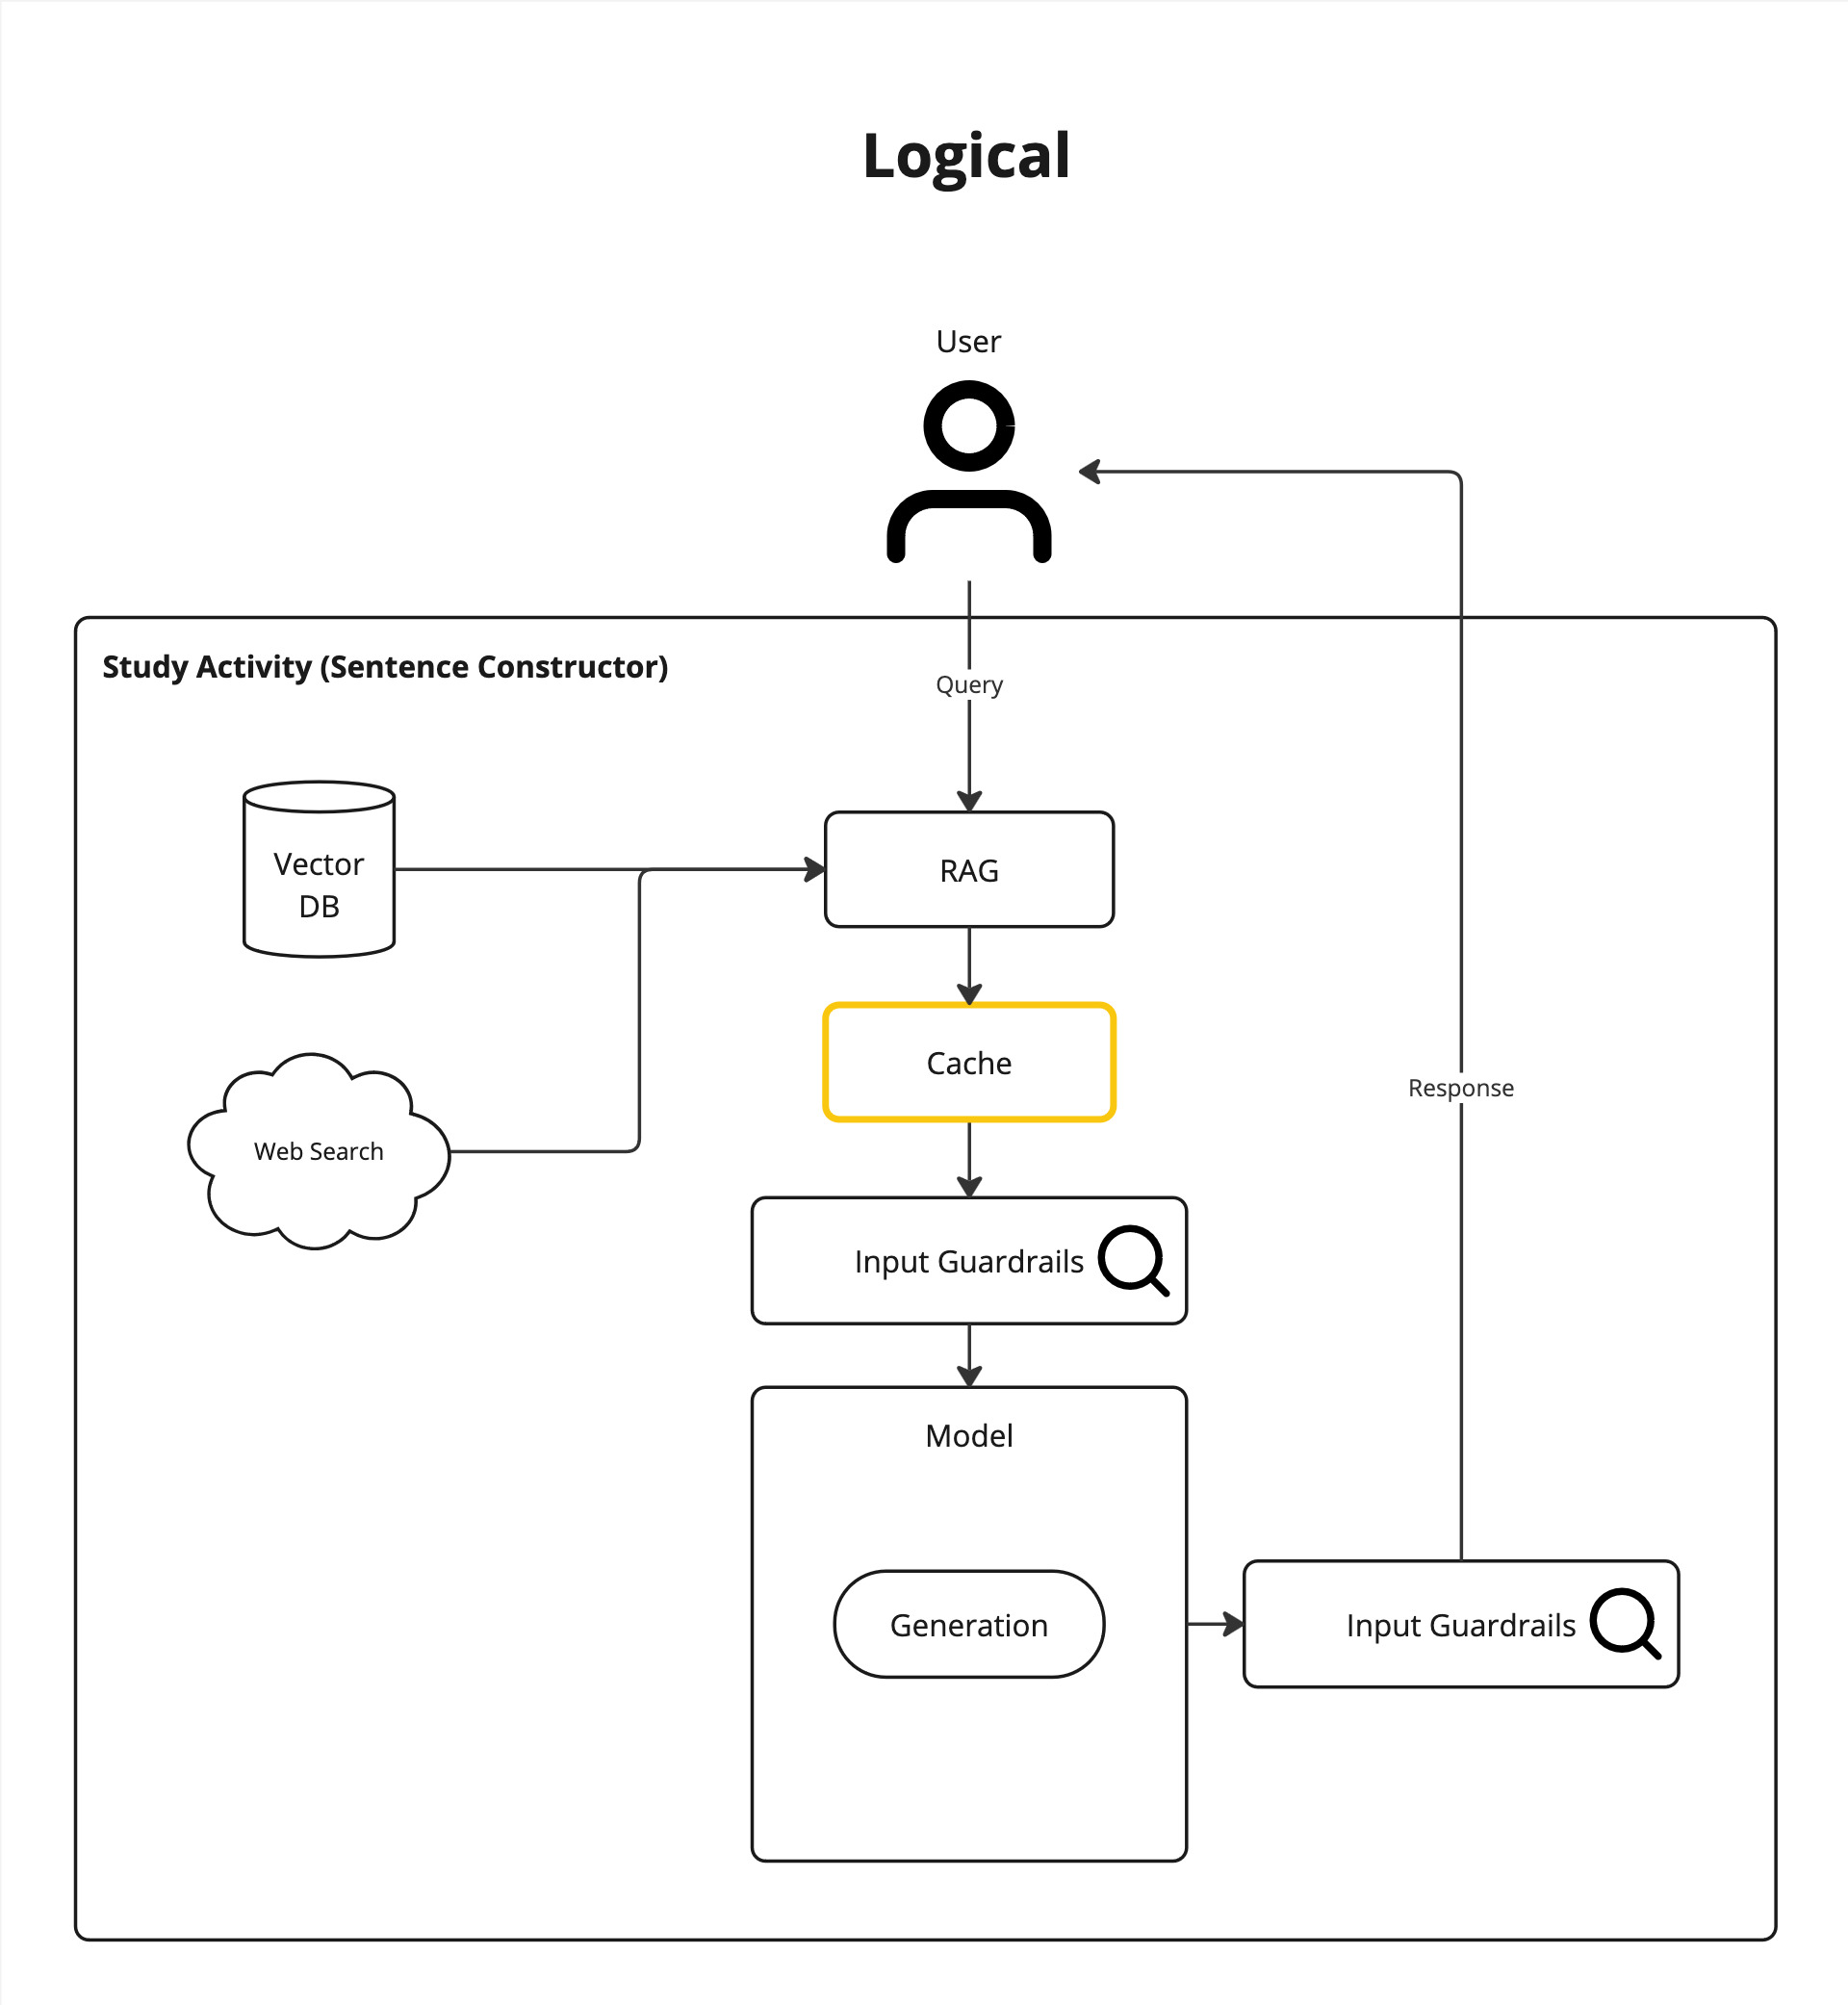 Logical
User
Study Activity (Sentence Constructor)
Query
Vector
DB
RAG
Cache
Web Search
Response
Input Guardrails
Model
Generation
Input Guardrails